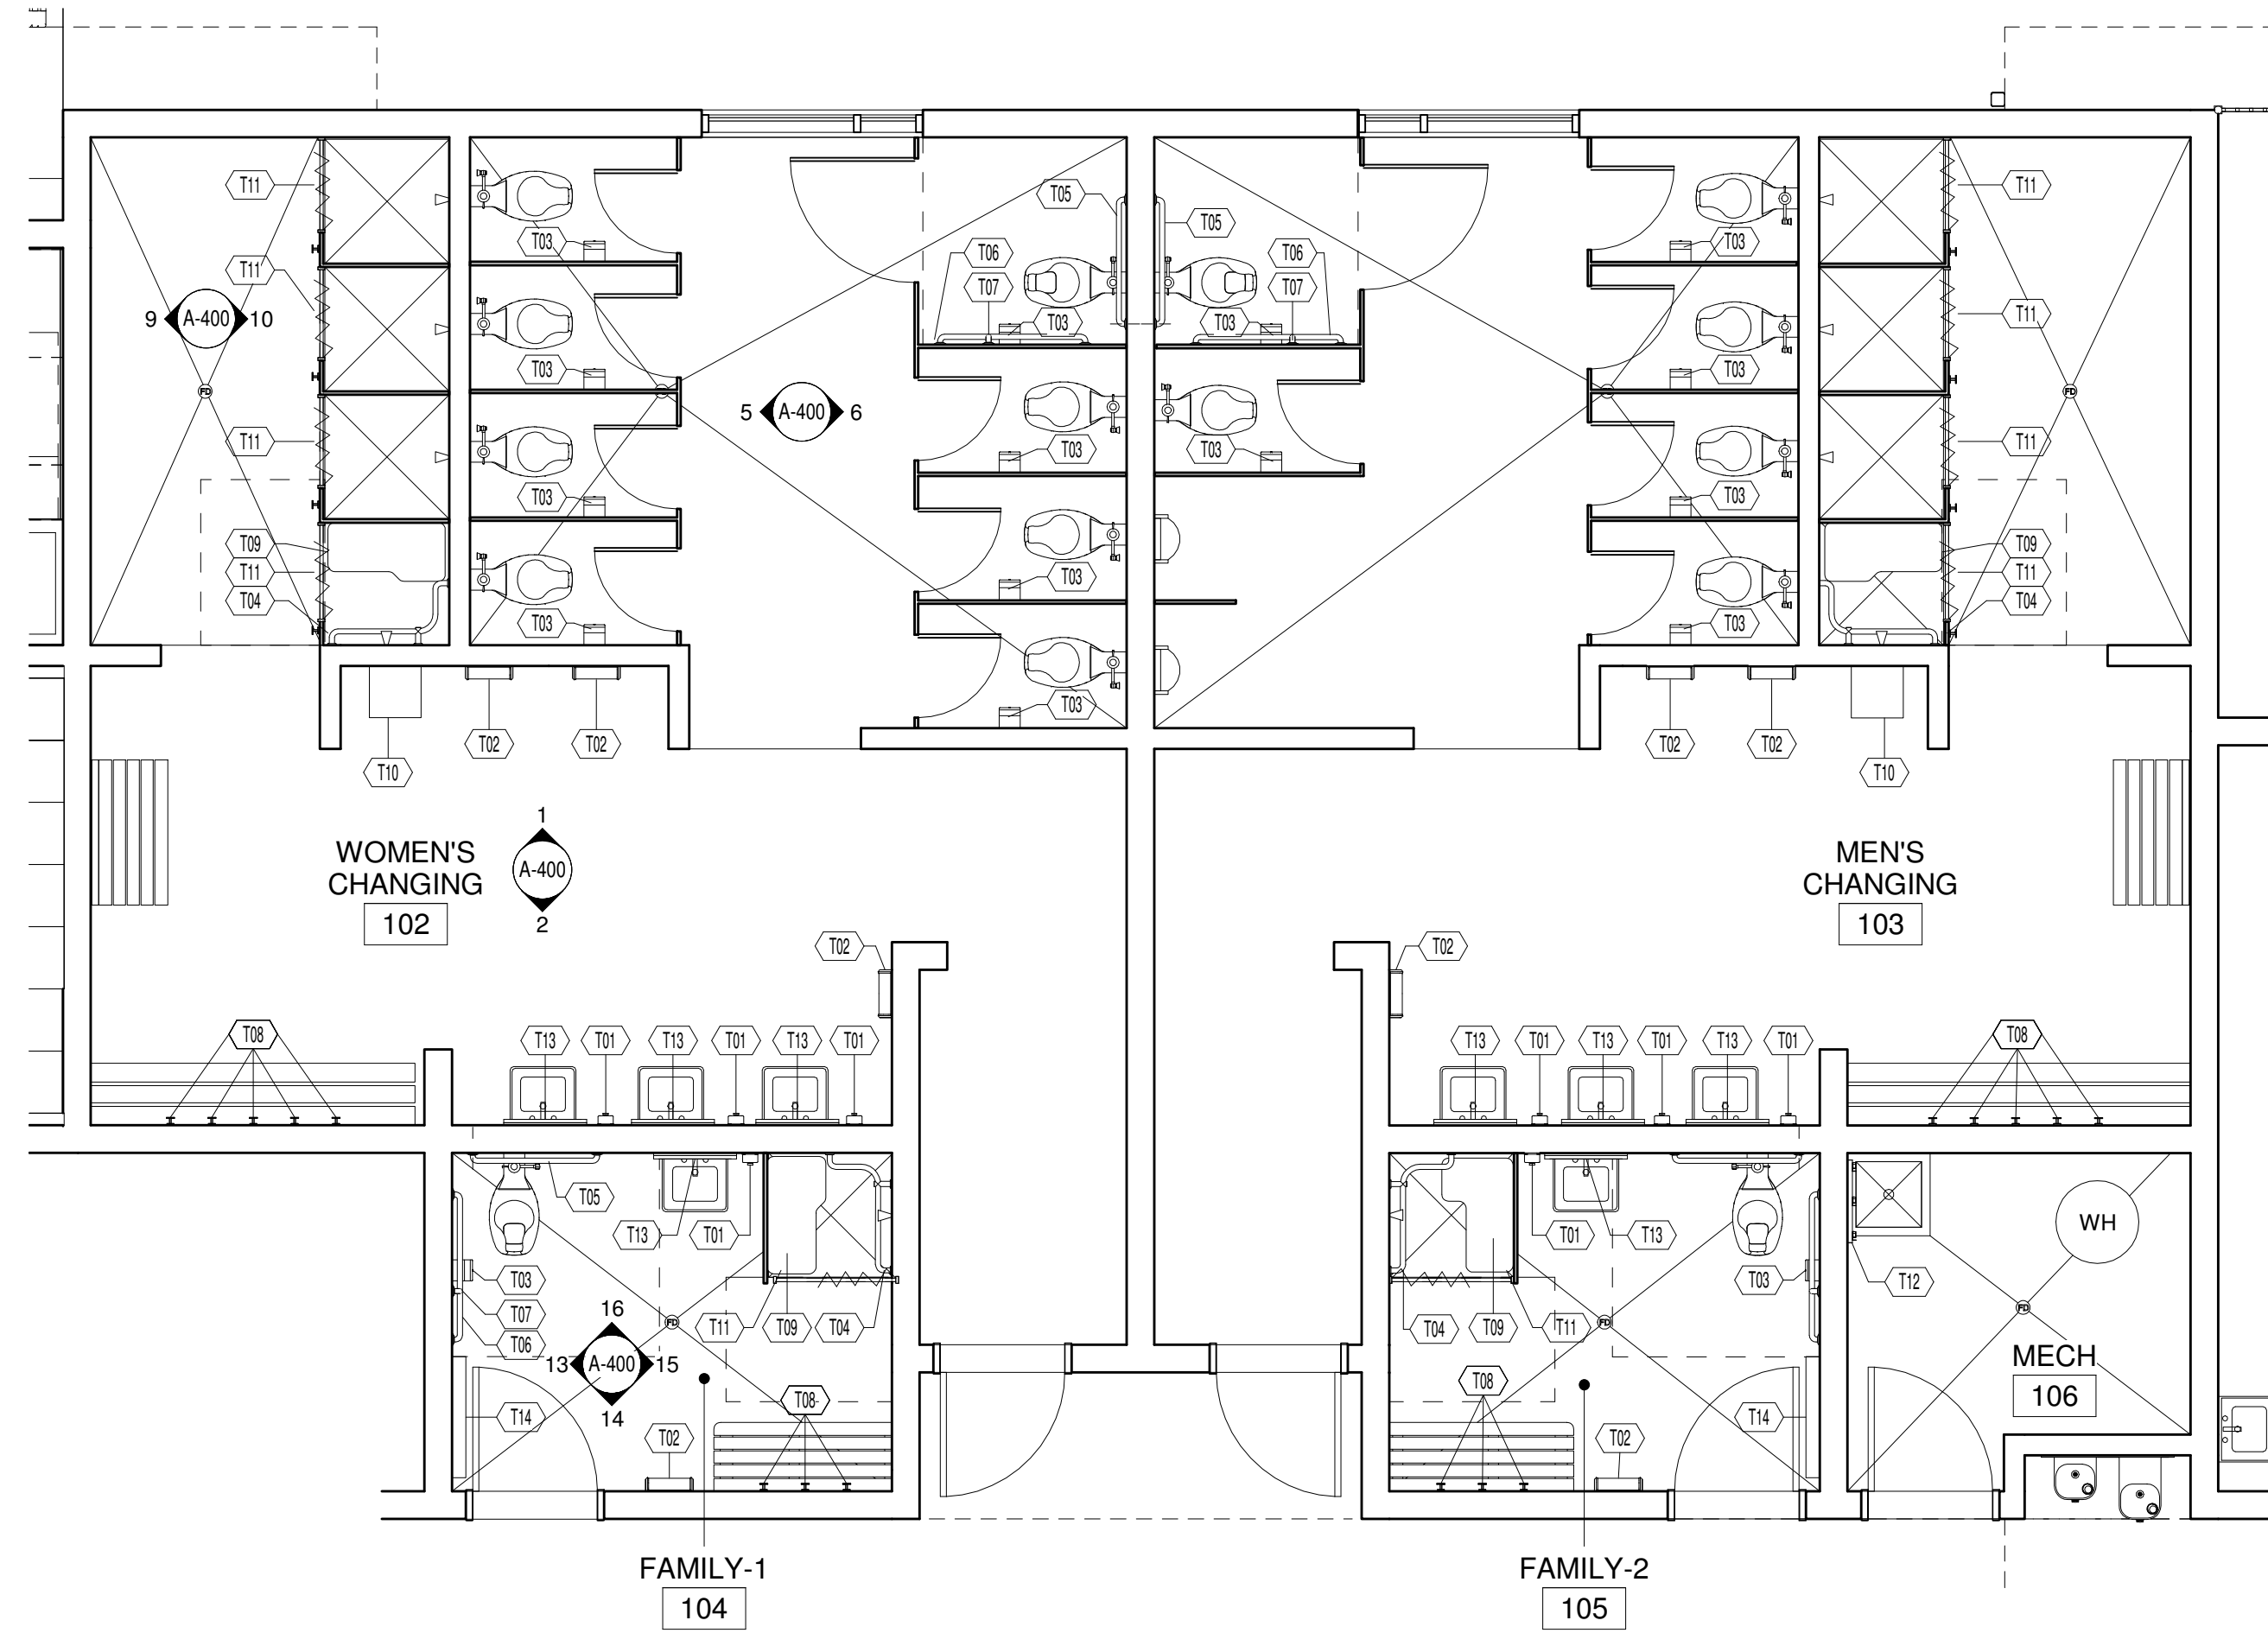 T11
T11
T11
T09
T11
T04
9
A-400
10
FD
T03
T03
T03
T03
5
A-400
6
T05
T06
T07
T03
T03
T03
T03
T05
T06
T07
T03
T03
T03
T03
T03
T03
T11
T11
T11
T09
T11
T04
FD
T10
T02
T02
T02
T02
T10
WOMEN'S
CHANGING
102
1
A-400
2
MEN'S
CHANGING
103
T02
T02
T08
T13
T01
T13
T01
T13
T01
T13
T01
T13
T01
T13
T01
T08
T05
T13
T01
T03
T07
T06
T11
T09
T04
FD
16
13
A-400
15
14
T14
T02
T08
T01
T13
T03
T04
T09
T11
FD
T08
T02
T14
T12
WH
FD
MECH
106
FAMILY-1
104
FAMILY-2
105